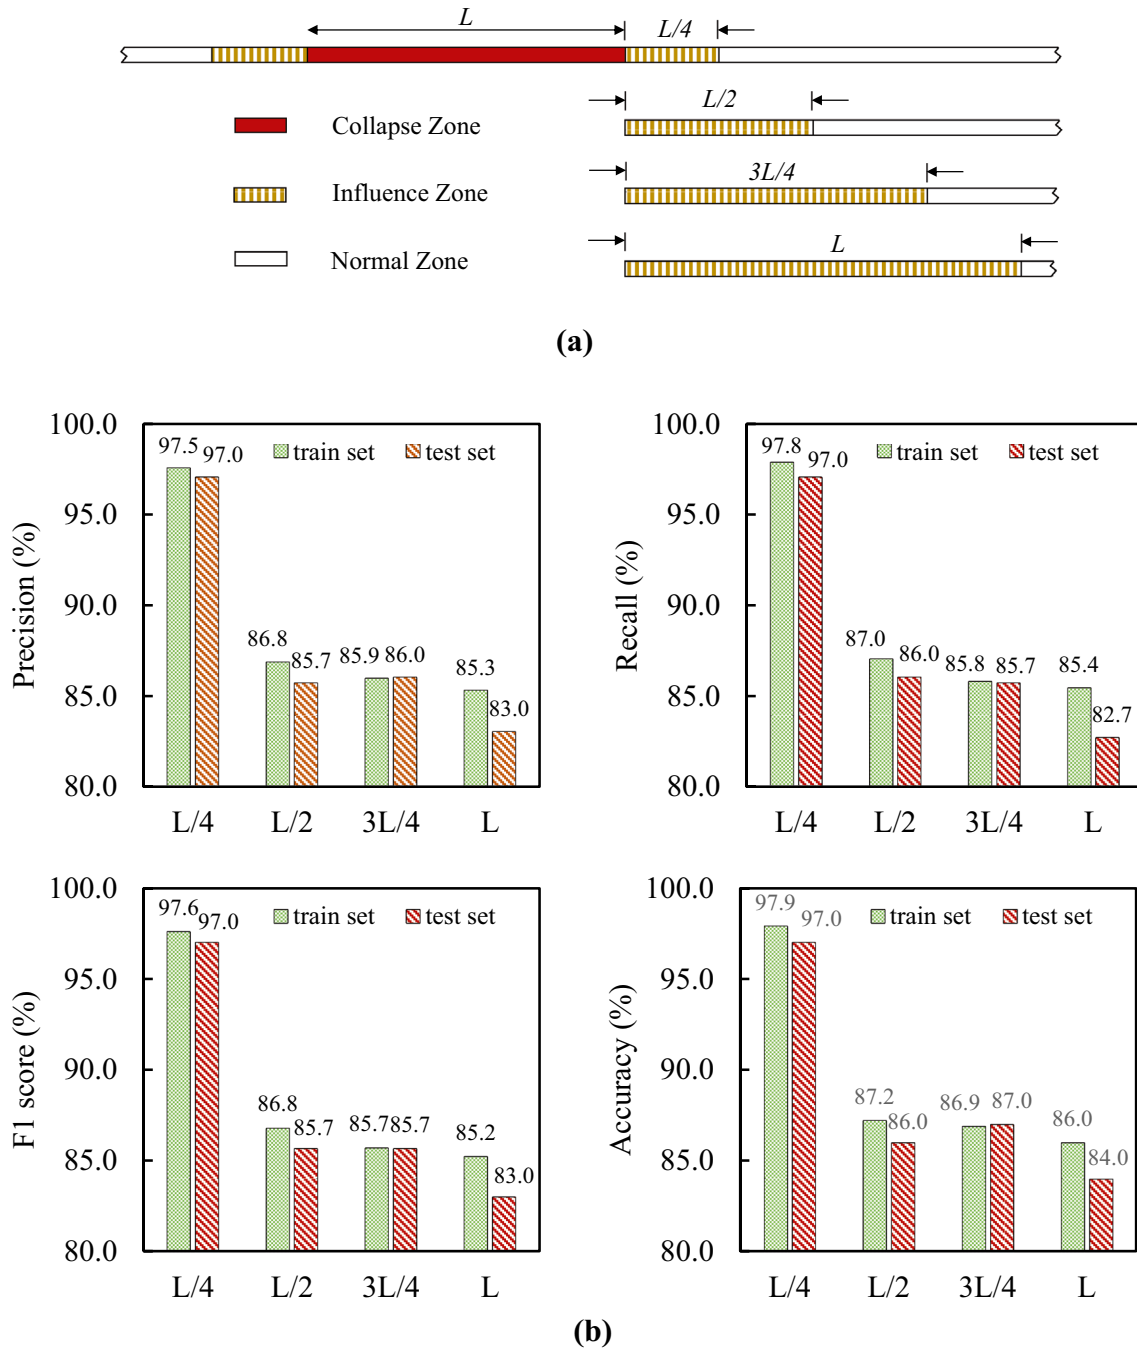 L
L/4
L/2
Collapse Zone
3L/4
Influence Zone
L
Normal Zone
(a)
100.0
95.0
90.0
85.0
80.0
Precision (%)
train set
test set
97.5
97.0
86.8
85.7
85.9
86.0
85.3
83.0
L/4
L/2
3L/4
L
100.0
95.0
90.0
85.0
80.0
Recall (%)
train set
test set
97.8
97.0
87.0
86.0
85.8
85.7
85.4
82.7
L/4
L/2
3L/4
L
100.0
95.0
90.0
85.0
80.0
F1 score (%)
train set
test set
97.6
97.0
86.8
85.7
85.7
85.7
85.2
83.0
L/4
L/2
3L/4
L
100.0
95.0
90.0
85.0
80.0
Accuracy (%)
train set
test set
97.9
97.0
87.2
86.0
86.9
87.0
86.0
84.0
L/4
L/2
3L/4
L
(b)